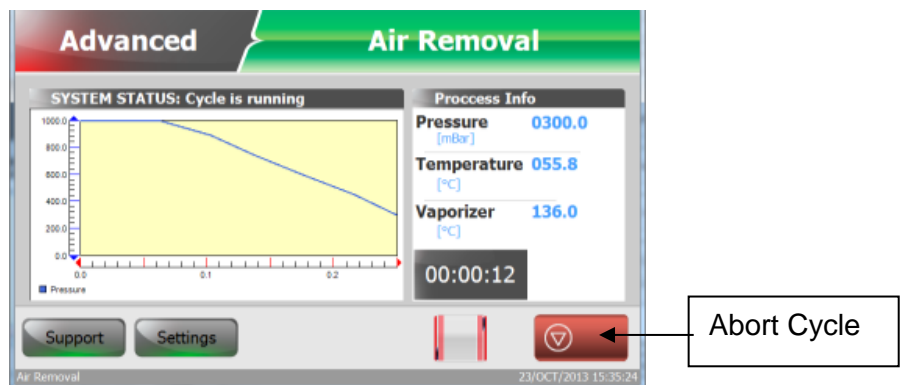 Advanced
Air Removal
SYSTEM STATUS: Cycle is running
1000.0
800.0
600.0
400.0
200.0
0.0
0.0 0.1 0.2
Pressure
Proccess Info
Pressure 0300.0
[mBar]
Temperature 055.8
[°C]
Vaporizer 136.0
[°C]
00:00:12
Support
Settings
Abort Cycle
Air Removal
23/OCT/2013 15:35:24